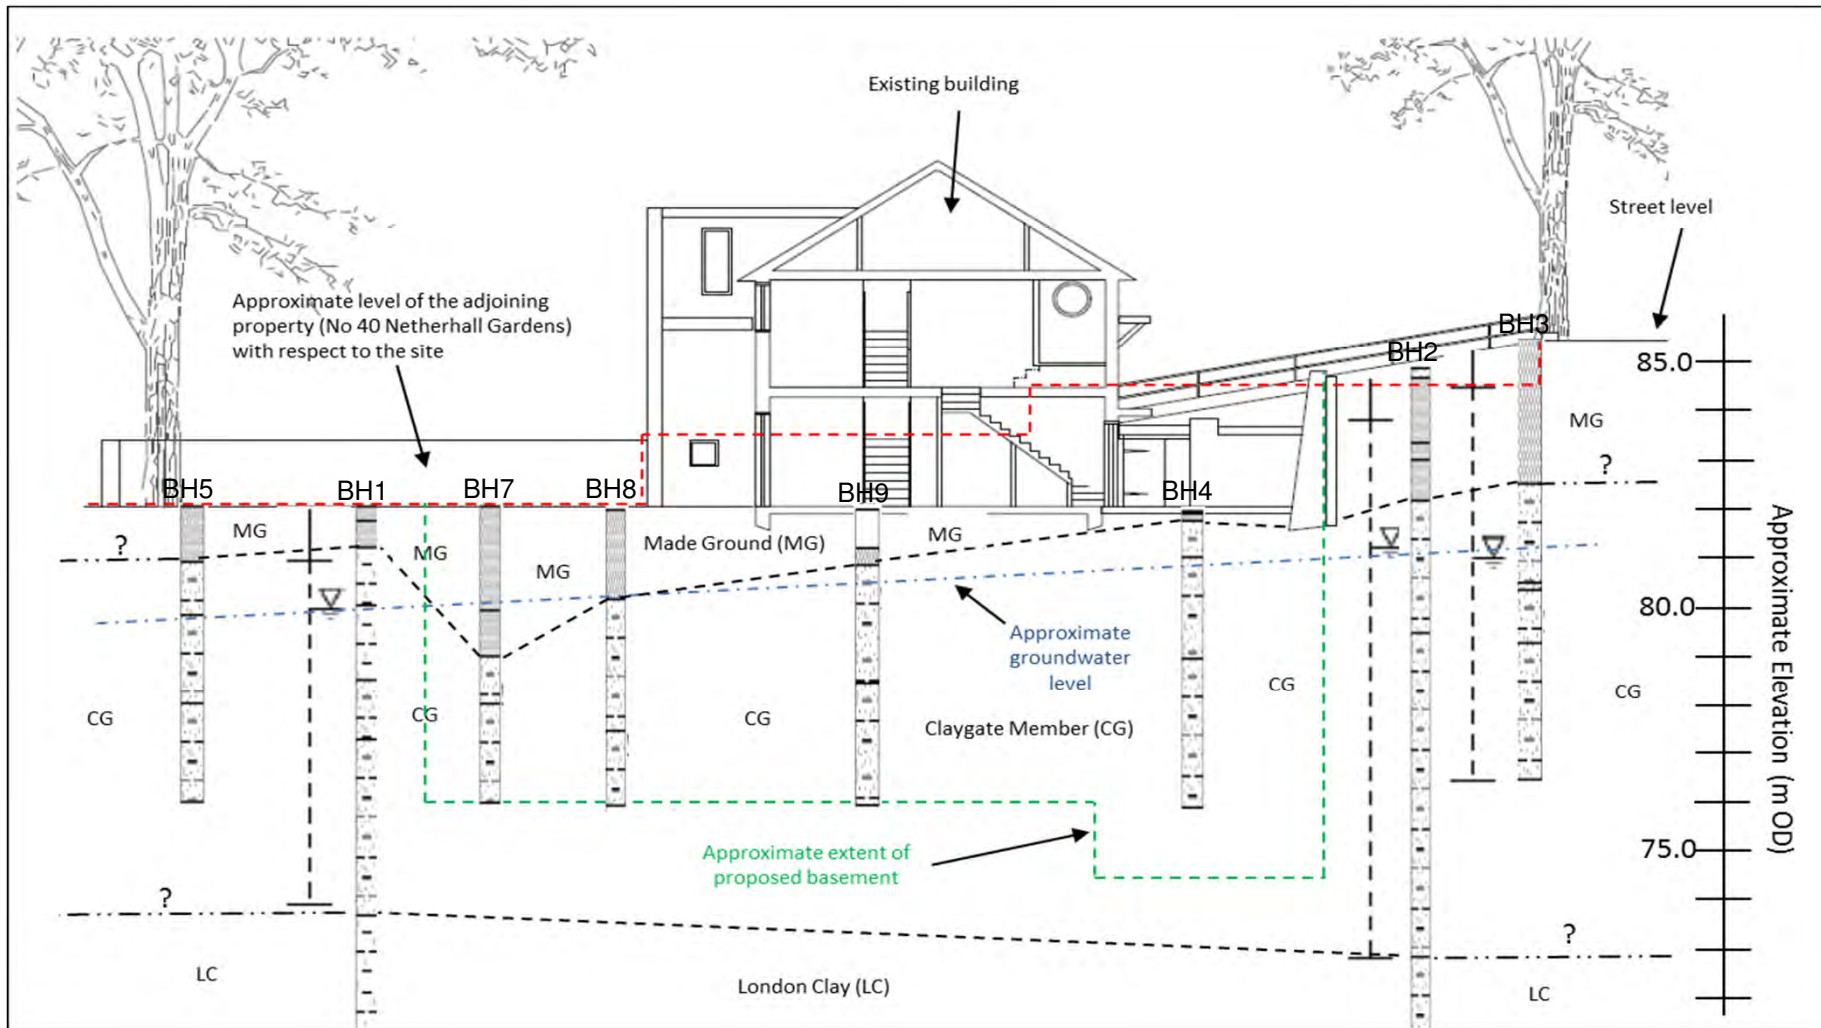 Existing building
Street level
Approximate level of the adjoining
property (No 40 Netherhall Gardens)
with respect to the site
BH3
BH2
85.0
MG
?
BH5
BH1
BH7
BH8
BH9
BH4
MG
?
MG
MG
Made Ground (MG)
MG
80.0
Approximate
groundwater
level
Approximate Elevation (m OD)
CG
CG
CG
CG
CG
Claygate Member (CG)
75.0
Approximate extent of
proposed basement
?
?
LC
London Clay (LC)
LC